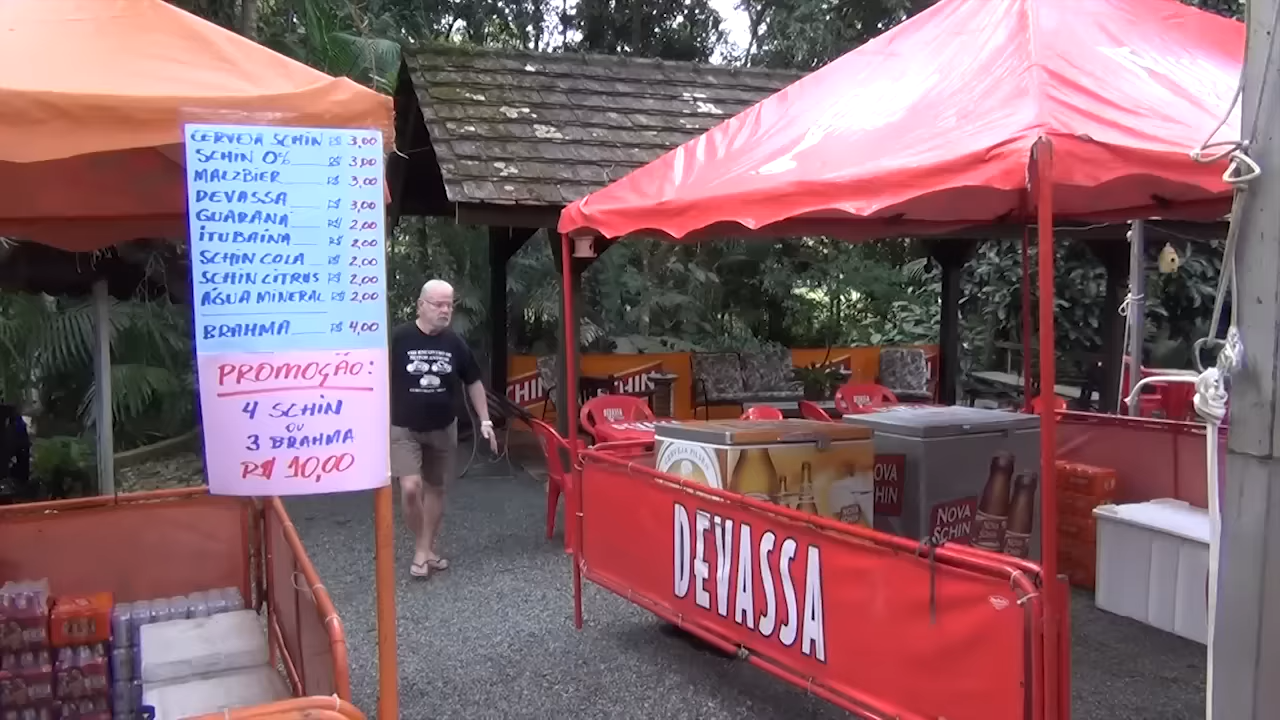 CERVEJA SCHIN R$ 3,00
SCHIN 0% R$ 3,00
MALZBIER R$ 3,00
DEVASSA R$ 3,00
GUARANÁ R$ 2,00
ITUBAÍNA R$ 2,00
SCHIN COLA R$ 2,00
SCHIN CITRUS R$ 2,00
ÁGUA MINERAL R$ 2,00
BRAHMA R$ 4,00
PROMOÇÃO:
4 SCHIN
OU
3 BRAHMA
R$ 10,00
DEVASSA
NOVA
SCHIN